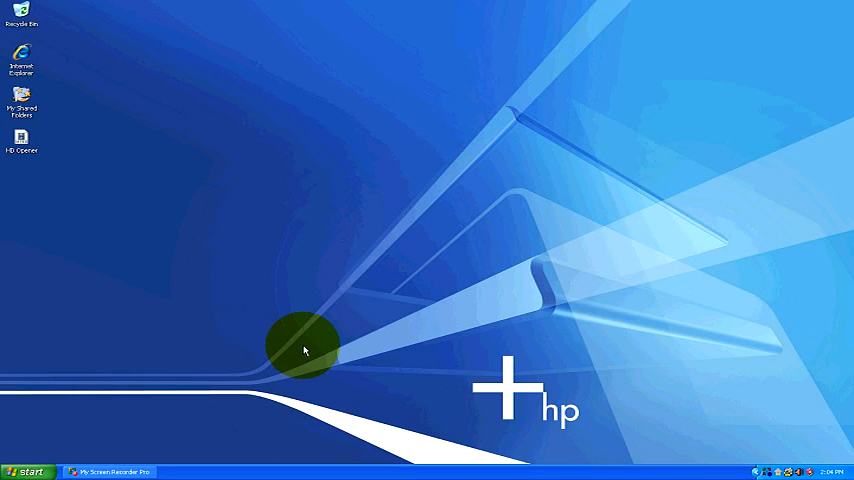 Recycle Bin
Internet
Explorer
My Shared
Folders
HD Opener
hp
start
My Screen Recorder Pro
2:04 PM